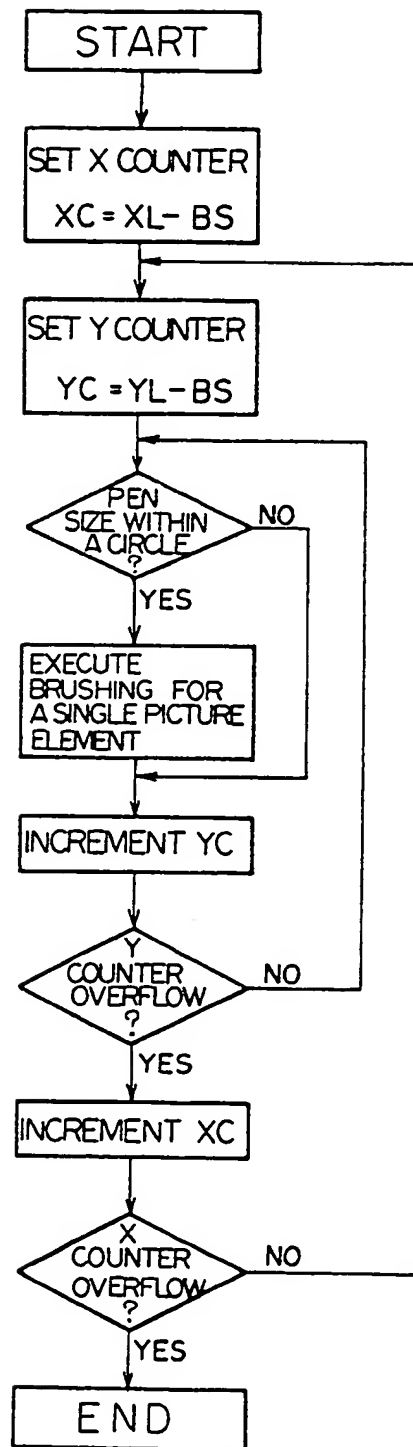 START
SET X COUNTER
XC = XL- BS
SET Y COUNTER
YC = YL-BS
PEN
SIZE WITHIN
A CIRCLE
?
NO
YES
EXECUTE
BRUSHING FOR
A SINGLE PICTURE
ELEMENT
INCREMENT YC
Y
COUNTER
OVERFLOW
?
NO
YES
INCREMENT XC
X
COUNTER
OVERFLOW
?
NO
YES
END